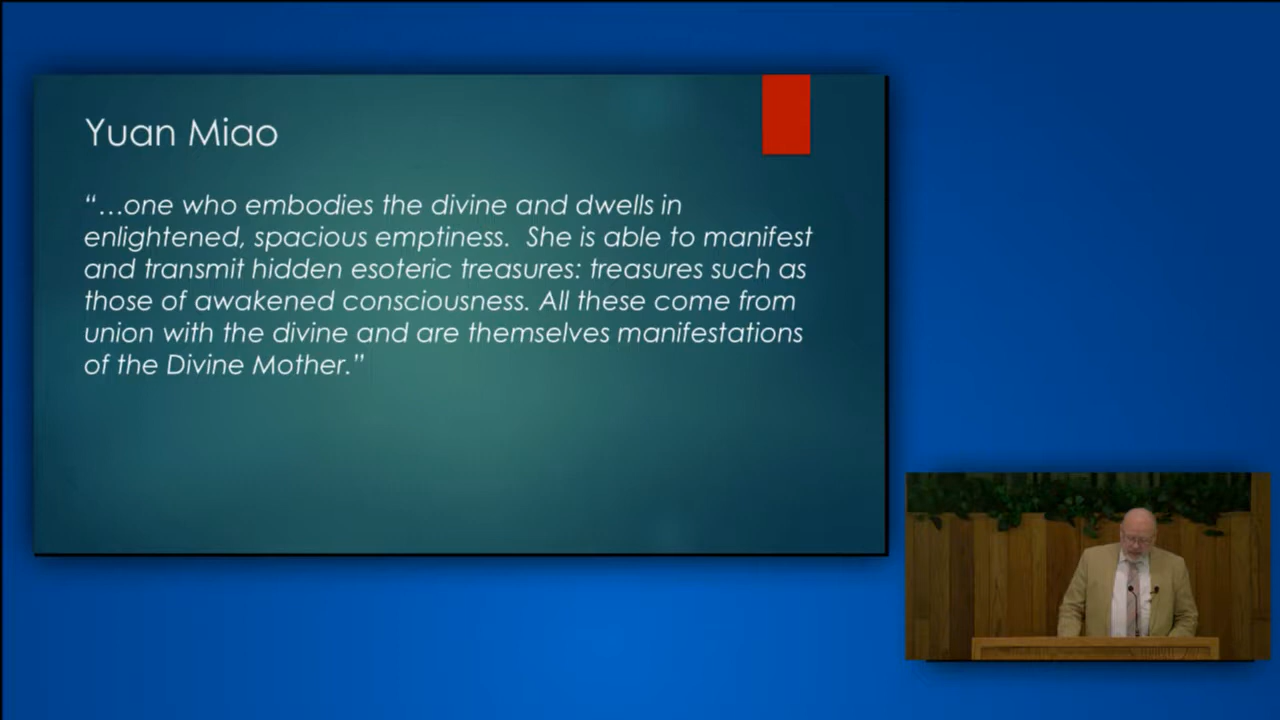 Yuan Miao
“…one who embodies the divine and dwells in
enlightened, spacious emptiness.  She is able to manifest
and transmit hidden esoteric treasures: treasures such as
those of awakened consciousness. All these come from
union with the divine and are themselves manifestations
of the Divine Mother.”